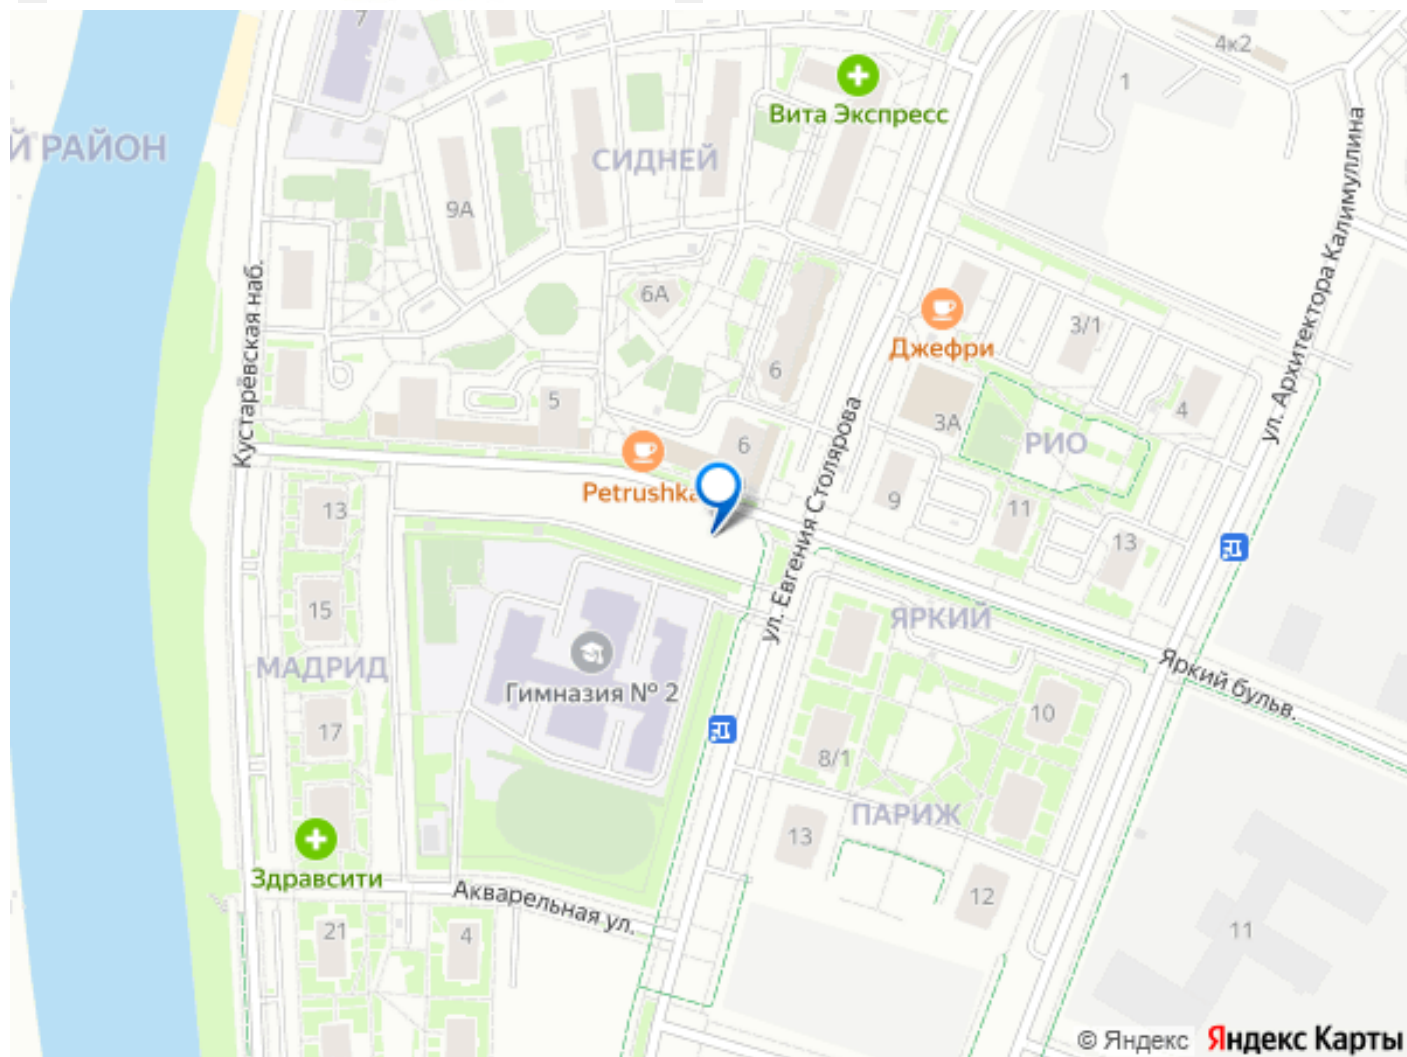 7
4к2
1
Вита Экспресс
Й РАЙОН
СИДНЕЙ
9А
ул. Архитектора Калимуллина
Кустарёвская наб.
6А
3/1
Джефри
6
5
4
3А
РИО
6
ул. Евгения Столярова
Petrushka
9
11
13
13
15
ЯРКИЙ
МАДРИД
Яркий бульв.
Гимназия № 2
17
10
8/1
ПАРИЖ
13
Здравсити
Акварельная ул.
12
21
4
11
© Яндекс
Яндекс Карты